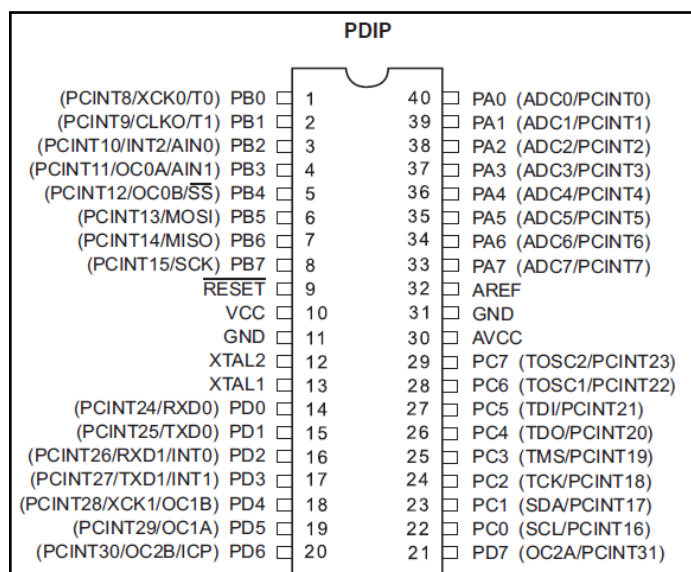 PDIP
(PCINT8/XCK0/T0) PB0 1 40 PA0 (ADC0/PCINT0)
(PCINT9/CLKO/T1) PB1 2 39 PA1 (ADC1/PCINT1)
(PCINT10/INT2/AIN0) PB2 3 38 PA2 (ADC2/PCINT2)
(PCINT11/OC0A/AIN1) PB3 4 37 PA3 (ADC3/PCINT3)
(PCINT12/OC0B/SS) PB4 5 36 PA4 (ADC4/PCINT4)
(PCINT13/MOSI) PB5 6 35 PA5 (ADC5/PCINT5)
(PCINT14/MISO) PB6 7 34 PA6 (ADC6/PCINT6)
(PCINT15/SCK) PB7 8 33 PA7 (ADC7/PCINT7)
RESET 9 32 AREF
VCC 10 31 GND
GND 11 30 AVCC
XTAL2 12 29 PC7 (TOSC2/PCINT23)
XTAL1 13 28 PC6 (TOSC1/PCINT22)
(PCINT24/RXD0) PD0 14 27 PC5 (TDI/PCINT21)
(PCINT25/TXD0) PD1 15 26 PC4 (TDO/PCINT20)
(PCINT26/RXD1/INT0) PD2 16 25 PC3 (TMS/PCINT19)
(PCINT27/TXD1/INT1) PD3 17 24 PC2 (TCK/PCINT18)
(PCINT28/XCK1/OC1B) PD4 18 23 PC1 (SDA/PCINT17)
(PCINT29/OC1A) PD5 19 22 PC0 (SCL/PCINT16)
(PCINT30/OC2B/ICP) PD6 20 21 PD7 (OC2A/PCINT31)